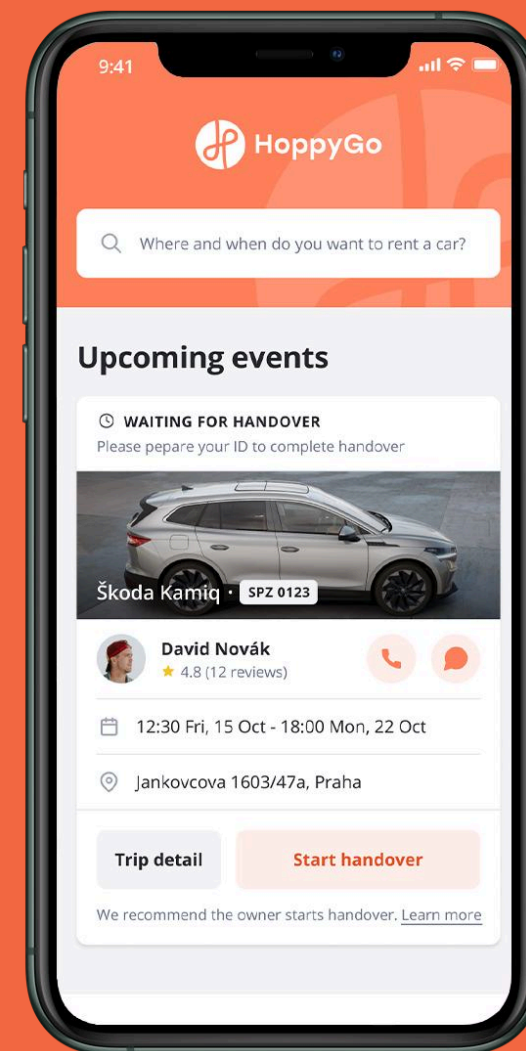 9:41
HoppyGo
Where and when do you want to rent a car?
Upcoming events
WAITING FOR HANDOVER
Please pepare your ID to complete handover
Škoda Kamiq · SPZ 0123
David Novák
4.8 (12 reviews)
12:30 Fri, 15 Oct - 18:00 Mon, 22 Oct
Jankovcova 1603/47a, Praha
Trip detail
Start handover
We recommend the owner starts handover. Learn more